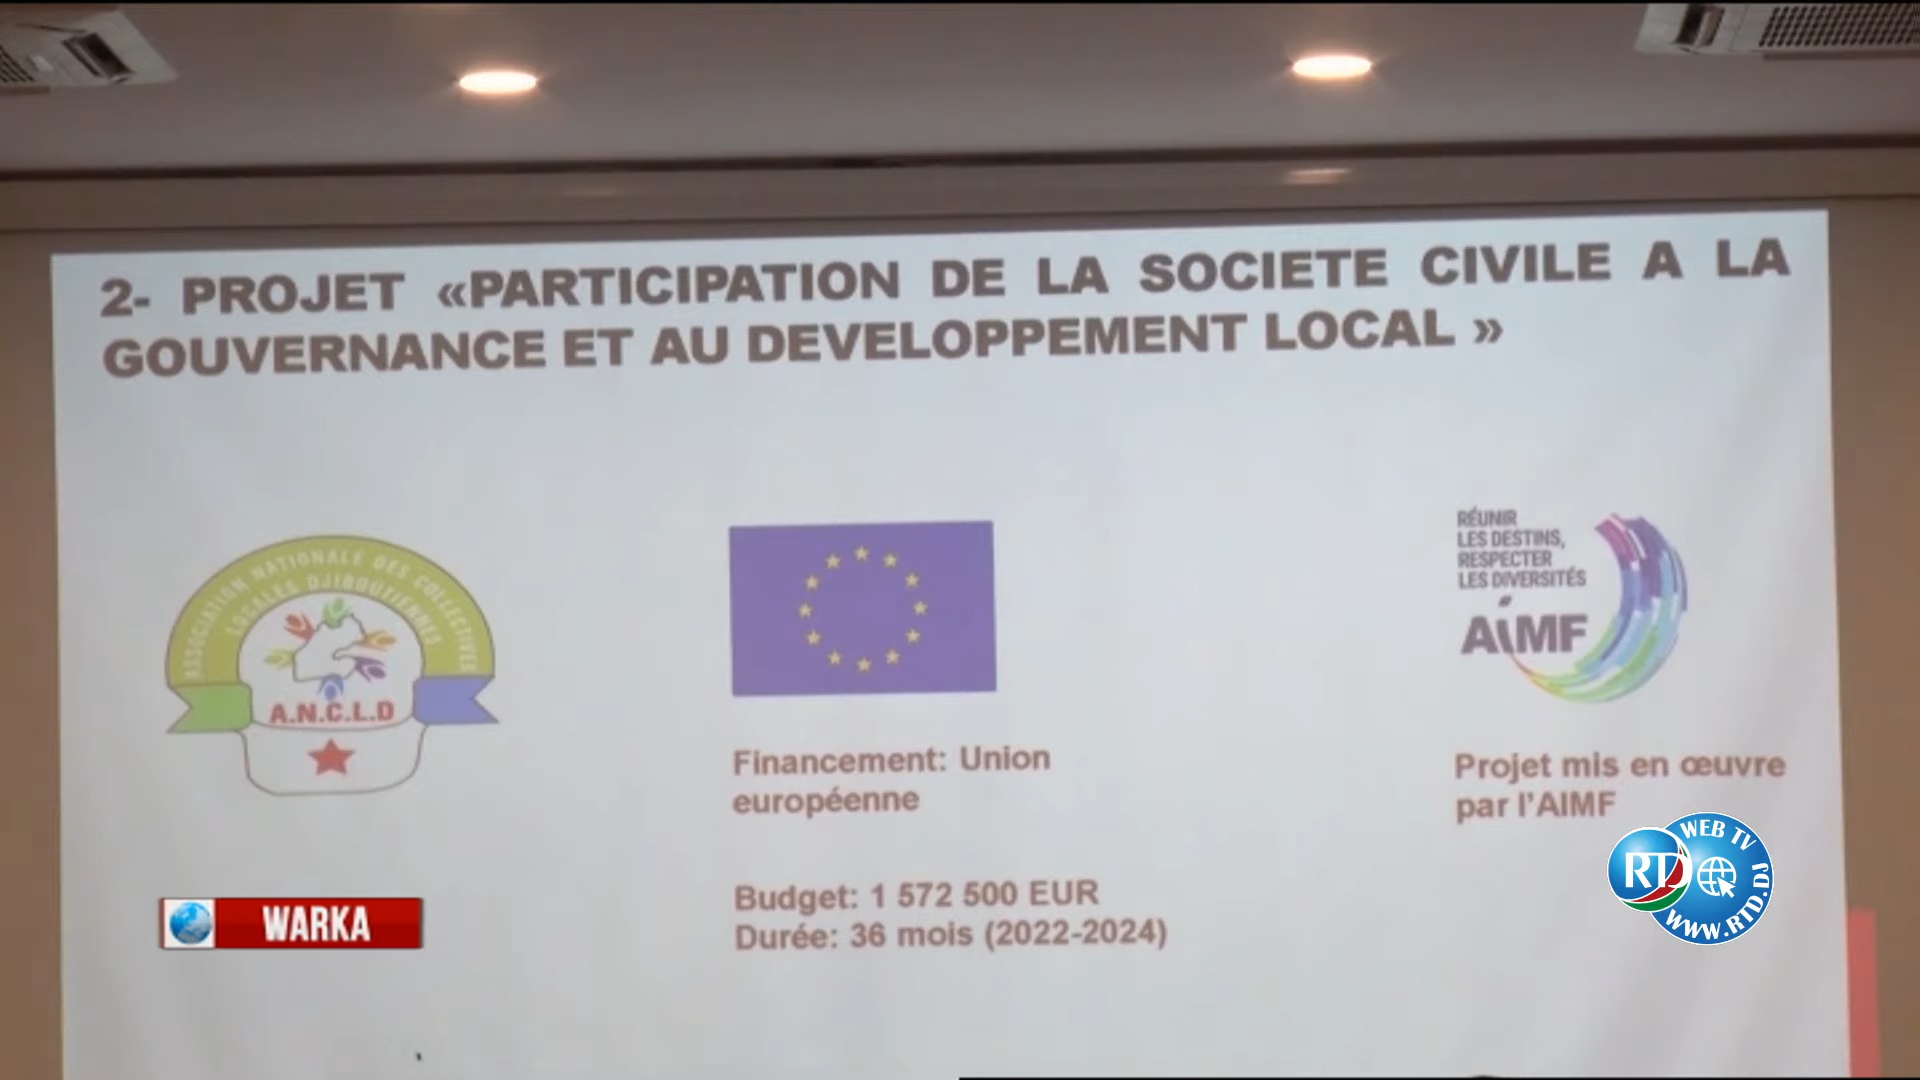 2- PROJET «PARTICIPATION DE LA SOCIETE CIVILE A LA
GOUVERNANCE ET AU DEVELOPPEMENT LOCAL »
ASSOCIATION NATIONALE DES COLLECTIVES
LOCALES DJIBOUTIENNES
A.N.C.L.D
Financement: Union
européenne
Budget: 1 572 500 EUR
Durée: 36 mois (2022-2024)
RÉUNIR
LES DESTINS,
RESPECTER
LES DIVERSITÉS
AIMF
Projet mis en œuvre
par l'AIMF
WARKA
RTD
WEB TV
WWW.RTD.DJ